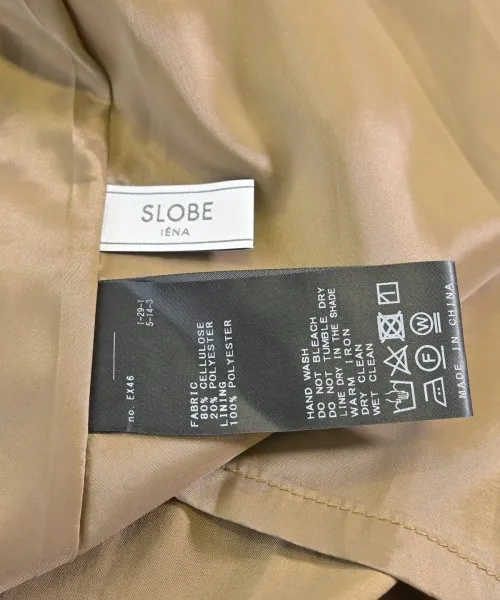 SLOBE
IÉNA
no. EX46
1-29-1
5-14-3
FABRIC
80% CELLULOSE
20% POLYESTER
LINING
100% POLYESTER
HAND WASH
DO NOT BLEACH
DO NOT TUMBLE DRY
LINE DRY IN THE SHADE
WARM IRON
DRY CLEAN
WET CLEAN
F
W
MADE IN CHINA